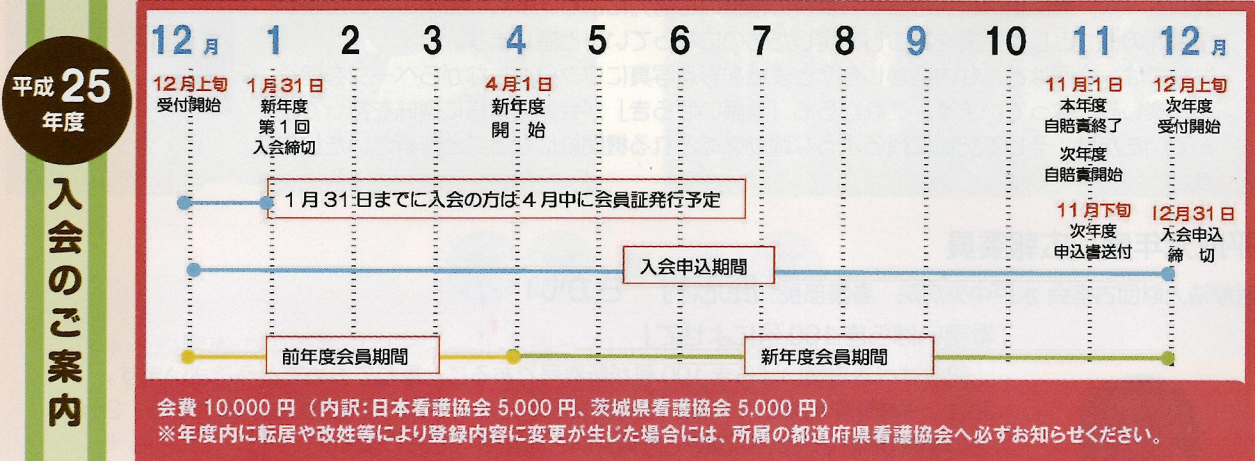 平成 25
年度
入会のご案内
12月 1 2 3 4 5 6 7 8 9 10 11 12月
12月上旬
受付開始
1月31日
新年度
第1回
入会締切
4月1日
新年度
開 始
11月1日
本年度
自賠責終了
次年度
自賠責開始
11月下旬
次年度
申込書送付
12月上旬
次年度
受付開始
12月31日
入会申込
締 切
1月31日までに入会の方は4月中に会員証発行予定
入会申込期間
前年度会員期間
新年度会員期間
会費 10,000 円（内訳：日本看護協会 5,000 円、茨城県看護協会 5,000 円）
※年度内に転居や改姓等により登録内容に変更が生じた場合には、所属の都道府県看護協会へ必ずお知らせください。